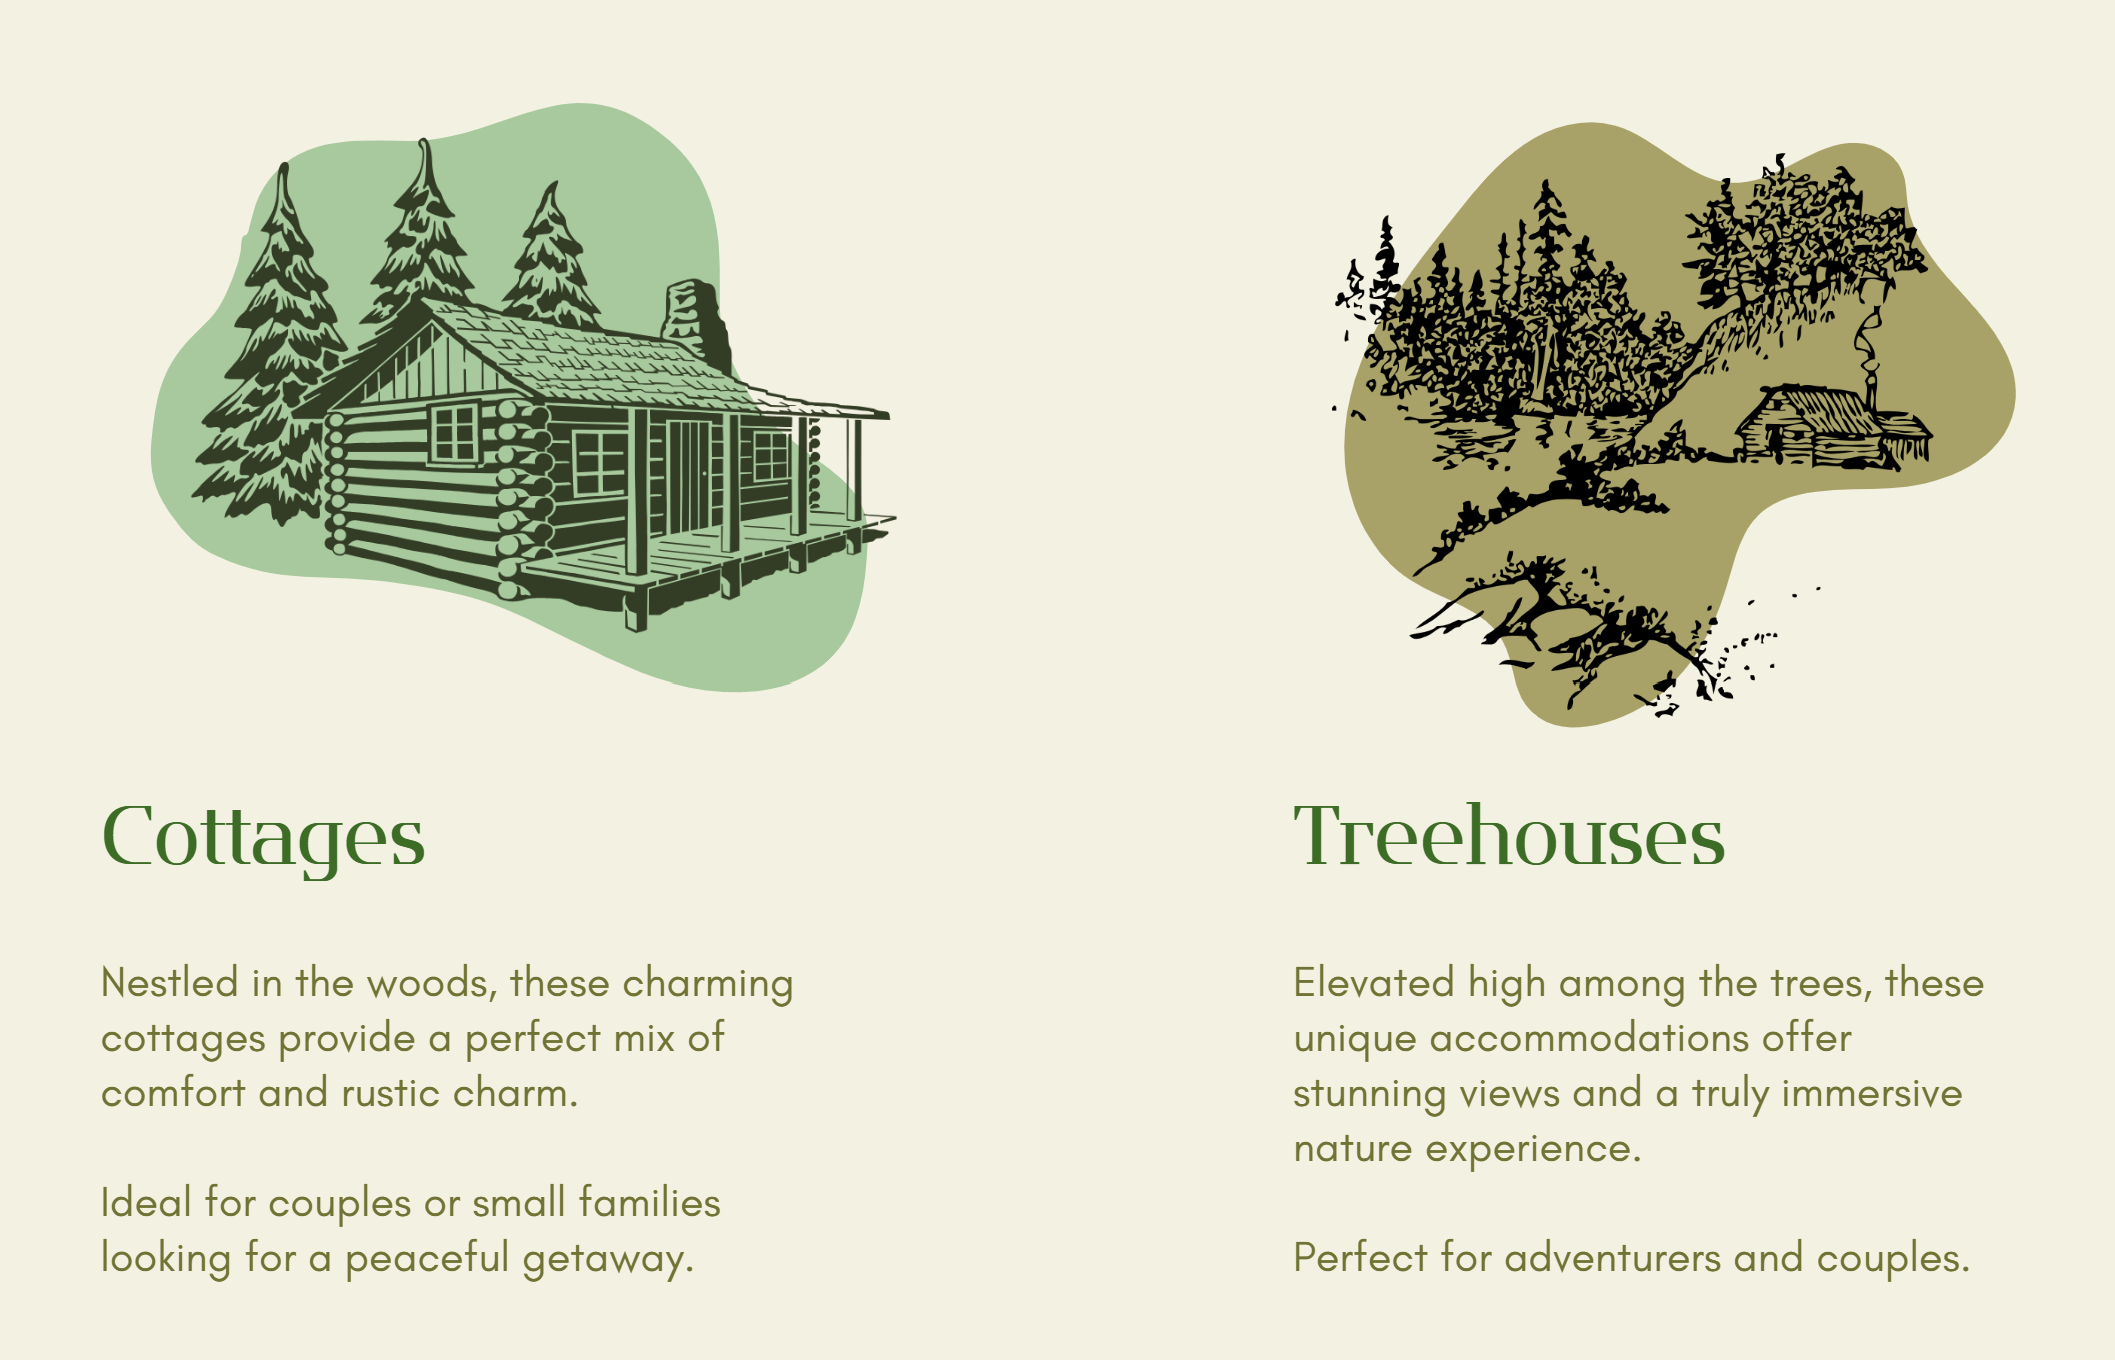 Cottages
Nestled in the woods, these charming
cottages provide a perfect mix of
comfort and rustic charm.
Ideal for couples or small families
looking for a peaceful getaway.
Treehouses
Elevated high among the trees, these
unique accommodations offer
stunning views and a truly immersive
nature experience.
Perfect for adventurers and couples.